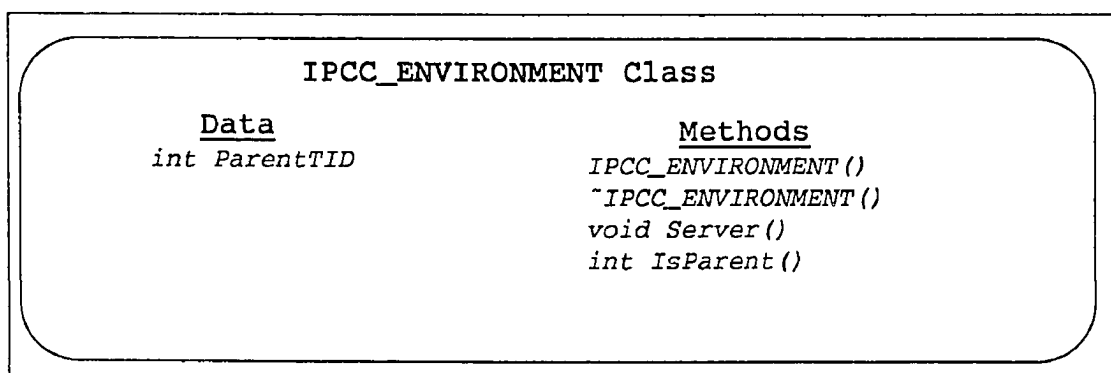 IPCC_ENVIRONMENT Class
Data
int ParentTID
Methods
IPCC_ENVIRONMENT()
~IPCC_ENVIRONMENT()
void Server()
int IsParent()